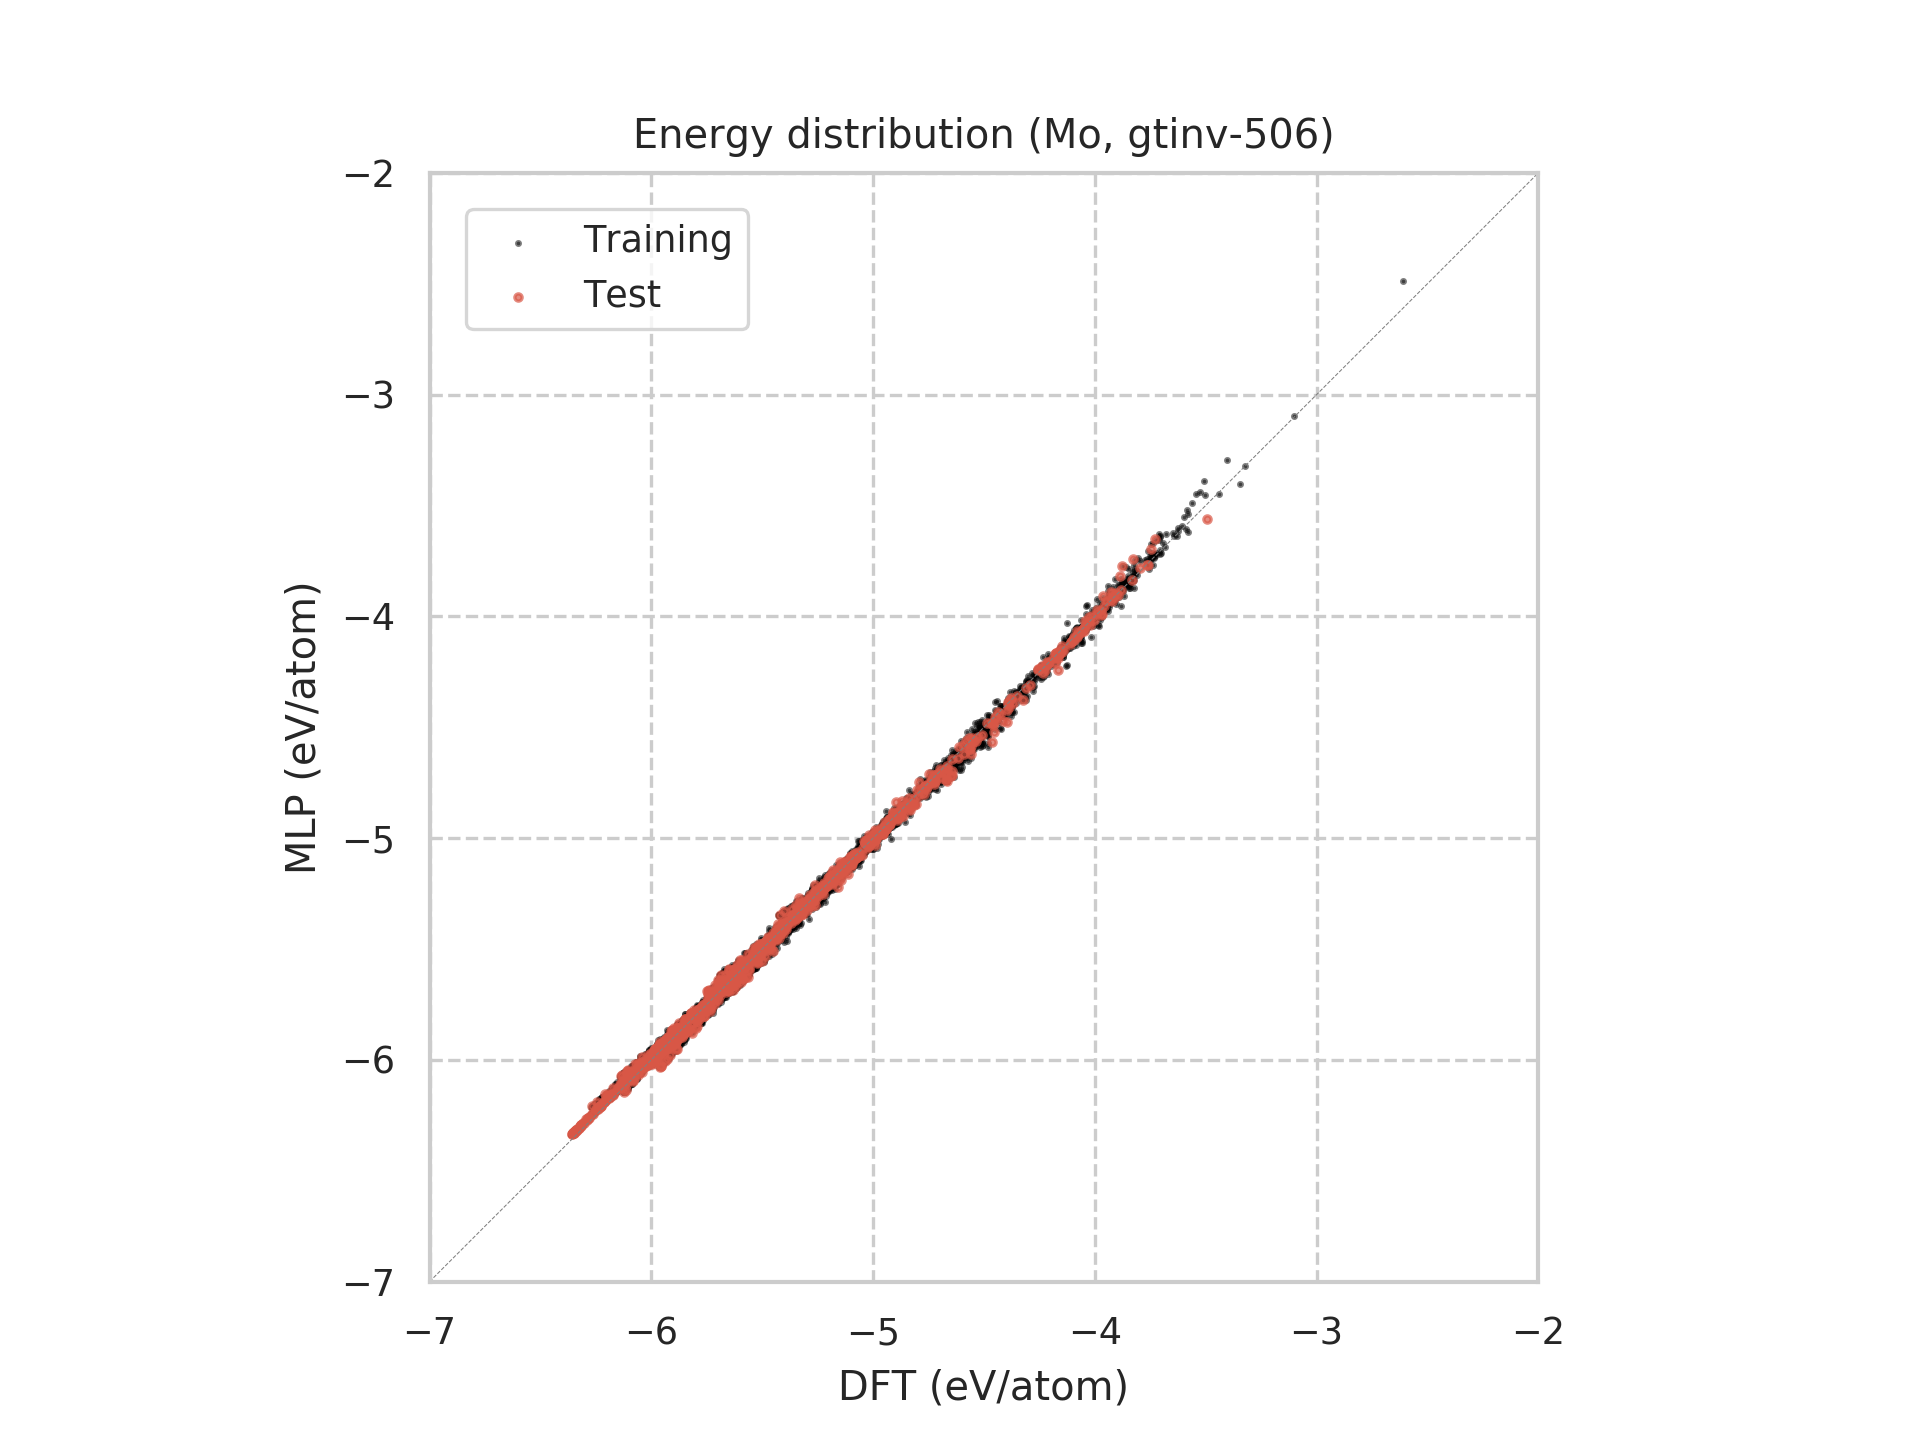 Energy distribution (Mo, gtinv-506)
−2
−3
−4
−5
−6
−7
MLP (eV/atom)
Training
Test
−7 −6 −5 −4 −3 −2
DFT (eV/atom)